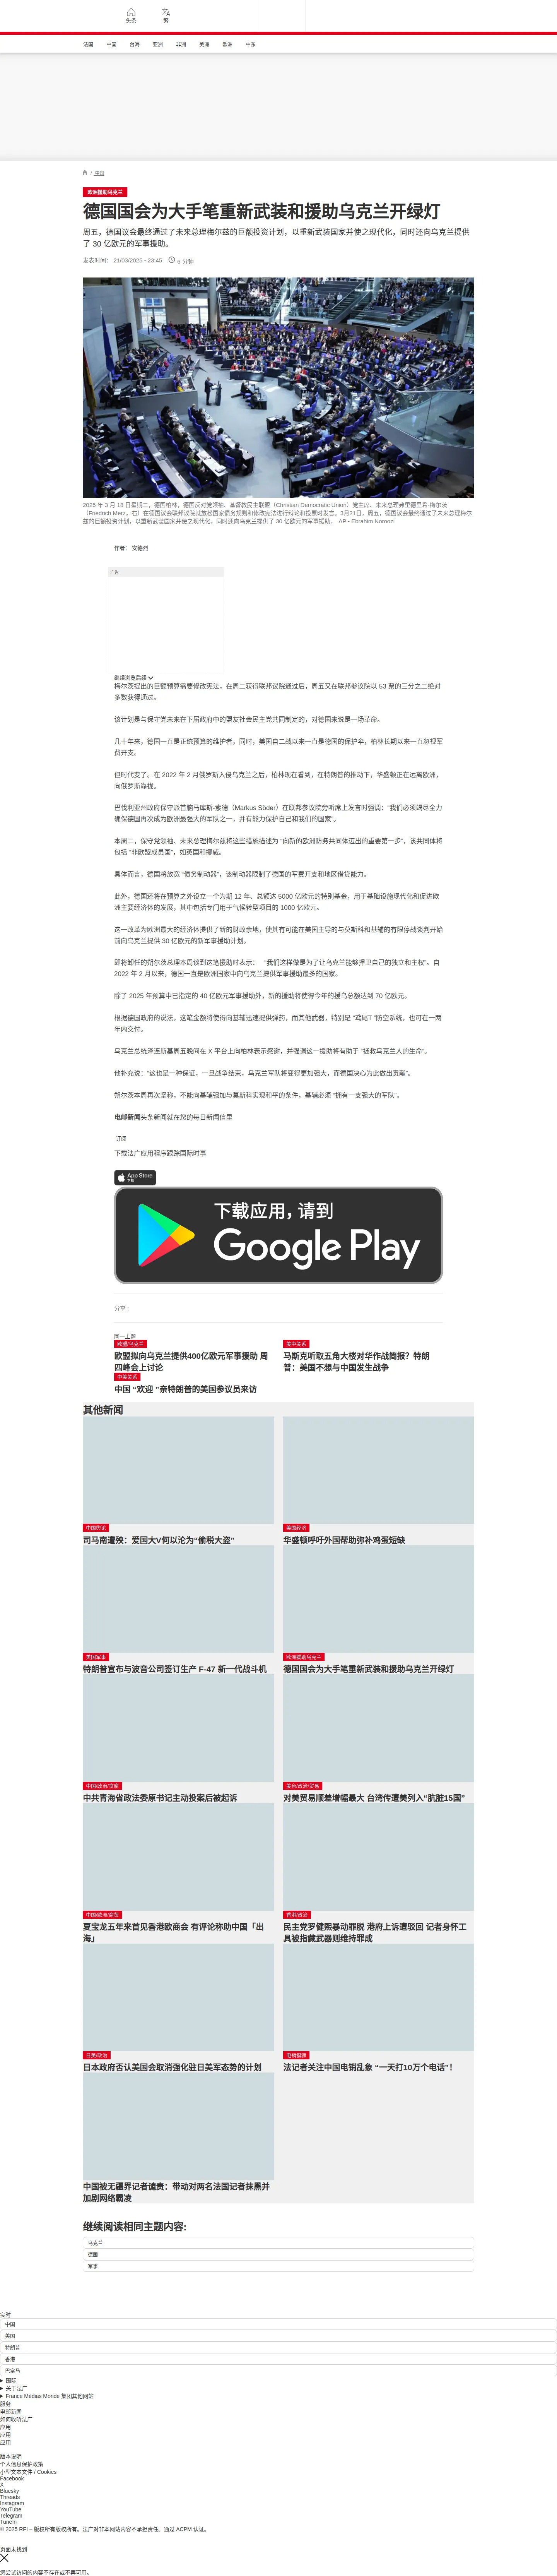 头条
繁
法国
中国
台海
亚洲
非洲
美洲
欧洲
中东
/ 中国
欧洲援助乌克兰
德国国会为大手笔重新武装和援助乌克兰开绿灯
周五，德国议会最终通过了未来总理梅尔兹的巨额投资计划，以重新武装国家并使之现代化，同时还向乌克兰提供
了 30 亿欧元的军事援助。
发表时间： 21/03/2025 - 23:45
6 分钟
2025 年 3 月 18 日星期二，德国柏林，德国反对党领袖、基督教民主联盟（Christian Democratic Union）党主席、未来总理弗里德里希-梅尔茨
（Friedrich Merz，右）在德国议会联邦议院就放松国家债务规则和修改宪法进行辩论和投票时发言。3月21日，周五，德国议会最终通过了未来总理梅尔
兹的巨额投资计划，以重新武装国家并使之现代化，同时还向乌克兰提供了 30 亿欧元的军事援助。 AP - Ebrahim Noroozi
作者： 安德烈
广告
继续浏览后续
梅尔茨提出的巨额预算需要修改宪法，在周二获得联邦议院通过后，周五又在联邦参议院以 53 票的三分之二绝对
多数获得通过。
该计划是与保守党未来在下届政府中的盟友社会民主党共同制定的，对德国来说是一场革命。
几十年来，德国一直是正统预算的维护者，同时，美国自二战以来一直是德国的保护伞，柏林长期以来一直忽视军
费开支。
但时代变了。在 2022 年 2 月俄罗斯入侵乌克兰之后，柏林现在看到，在特朗普的推动下，华盛顿正在远离欧洲，
向俄罗斯靠拢。
巴伐利亚州政府保守派首脑马库斯-索德（Markus Söder）在联邦参议院旁听席上发言时强调：“我们必须竭尽全力
确保德国再次成为欧洲最强大的军队之一，并有能力保护自己和我们的国家”。
本周二，保守党领袖、未来总理梅尔兹将这些措施描述为 “向新的欧洲防务共同体迈出的重要第一步”，该共同体将
包括 “非欧盟成员国”，如英国和挪威。
具体而言，德国将放宽 “债务制动器”，该制动器限制了德国的军费开支和地区借贷能力。
此外，德国还将在预算之外设立一个为期 12 年、总额达 5000 亿欧元的特别基金，用于基础设施现代化和促进欧
洲主要经济体的发展，其中包括专门用于气候转型项目的 1000 亿欧元。
这一改革为欧洲最大的经济体提供了新的财政余地，使其有可能在美国主导的与莫斯科和基辅的有限停战谈判开始
前向乌克兰提供 30 亿欧元的新军事援助计划。
即将卸任的朔尔茨总理本周谈到这笔援助时表示： “我们这样做是为了让乌克兰能够捍卫自己的独立和主权”。自
2022 年 2 月以来，德国一直是欧洲国家中向乌克兰提供军事援助最多的国家。
除了 2025 年预算中已指定的 40 亿欧元军事援助外，新的援助将使得今年的援乌总额达到 70 亿欧元。
根据德国政府的说法，这笔金额将使得向基辅迅速提供弹药，而其他武器，特别是 “鸢尾T ”防空系统，也可在一两
年内交付。
乌克兰总统泽连斯基周五晚间在 X 平台上向柏林表示感谢，并强调这一援助将有助于 “拯救乌克兰人的生命”。
他补充说：“这也是一种保证，一旦战争结束，乌克兰军队将变得更加强大，而德国决心为此做出贡献”。
朔尔茨本周再次坚称，不能向基辅强加与莫斯科实现和平的条件，基辅必须 “拥有一支强大的军队”。
电邮新闻头条新闻就在您的每日新闻信里
订阅
下载法广应用程序跟踪国际时事
App Store
下载
下载应用，请到
Google Play
分享 :
同一主题
欧盟/乌克兰
欧盟拟向乌克兰提供400亿欧元军事援助 周
四峰会上讨论
美中关系
马斯克听取五角大楼对华作战简报？特朗
普：美国不想与中国发生战争
中美关系
中国 “欢迎 ”亲特朗普的美国参议员来访
其他新闻
中国舆论
司马南遭殃：爱国大V何以沦为“偷税大盗”
美国经济
华盛顿呼吁外国帮助弥补鸡蛋短缺
美国军事
特朗普宣布与波音公司签订生产 F-47 新一代战斗机
欧洲援助乌克兰
德国国会为大手笔重新武装和援助乌克兰开绿灯
中国/政治/贪腐
中共青海省政法委原书记主动投案后被起诉
美台/政治/贸易
对美贸易顺差增幅最大 台湾传遭美列入“肮脏15国”
中国/欧洲/商贸
夏宝龙五年来首见香港欧商会 有评论称助中国「出
海」
香港/政治
民主党罗健熙暴动罪脱 港府上诉遭驳回 记者身怀工
具被指藏武器则维持罪成
日美/政治
日本政府否认美国会取消强化驻日美军态势的计划
电销猖獗
法记者关注中国电销乱象 “一天打10万个电话”！
中国被无疆界记者谴责：带动对两名法国记者抹黑并
加剧网络霸凌
继续阅读相同主题内容:
乌克兰
德国
军事
实时
中国
美国
特朗普
香港
巴拿马
国际
关于法广
France Médias Monde 集团其他网站
服务
电邮新闻
如何收听法广
应用
应用
应用
版本说明
个人信息保护政策
小型文本文件 / Cookies
Facebook
X
Bluesky
Threads
Instagram
YouTube
Telegram
TuneIn
© 2025 RFI – 版权所有版权所有。法广对非本网站内容不承担责任。通过 ACPM 认证。
页面未找到
您尝试访问的内容不存在或不再可用。